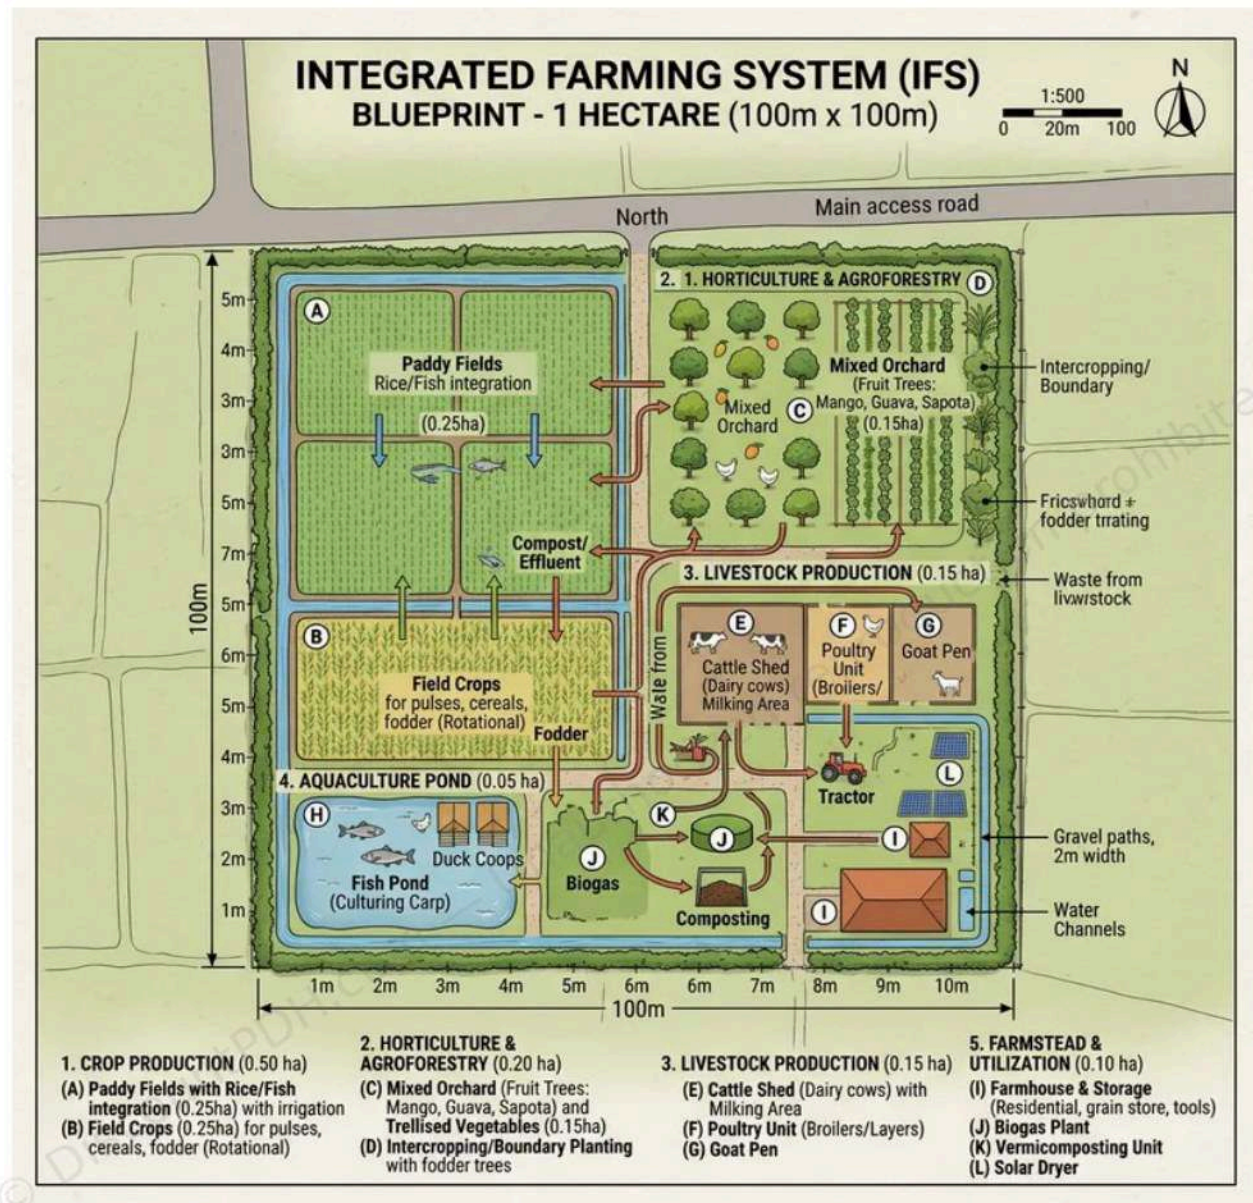 INTEGRATED FARMING SYSTEM (IFS)
BLUEPRINT - 1 HECTARE (100m x 100m)
1:500
0 20m 100
N
North
Main access road
2. 1. HORTICULTURE & AGROFORESTRY
D
A
Paddy Fields
Rice/Fish integration
(0.25ha)
Mixed
Orchard
C
Mixed Orchard
(Fruit Trees:
Mango, Guava, Sapota)
(0.15ha)
Intercropping/
Boundary
Fricswhord +
fodder trrating
Compost/
Effluent
3. LIVESTOCK PRODUCTION (0.15 ha)
Waste from
B
Field Crops
for pulses, cereals,
fodder (Rotational)
Fodder
Wale from
E
Cattle Shed
(Dairy cows)
Milking Area
F
Poultry
Unit
(Broilers/
G
Goat Pen
4. AQUACULTURE POND (0.05 ha)
H
Duck Coops
Fish Pond
(Culturing Carp)
J
Biogas
K
J
Composting
Tractor
L
I
I
Gravel paths,
2m width
Water
Channels
5m
4m
3m
3m
5m
7m
5m
6m
5m
4m
3m
2m
1m
100m
1m 2m 3m 4m 5m 6m 6m 7m 8m 9m 10m
100m
1. CROP PRODUCTION (0.50 ha)
(A) Paddy Fields with Rice/Fish
integration (0.25ha) with irrigation
(B) Field Crops (0.25ha) for pulses,
cereals, fodder (Rotational)
2. HORTICULTURE &
AGROFORESTRY (0.20 ha)
(C) Mixed Orchard (Fruit Trees:
Mango, Guava, Sapota) and
Trellised Vegetables (0.15ha)
(D) Intercropping/Boundary Planting
with fodder trees
3. LIVESTOCK PRODUCTION (0.15 ha)
(E) Cattle Shed (Dairy cows) with
Milking Area
(F) Poultry Unit (Broilers/Layers)
(G) Goat Pen
5. FARMSTEAD &
UTILIZATION (0.10 ha)
(I) Farmhouse & Storage
(Residential, grain store, tools)
(J) Biogas Plant
(K) Vermicomposting Unit
(L) Solar Dryer